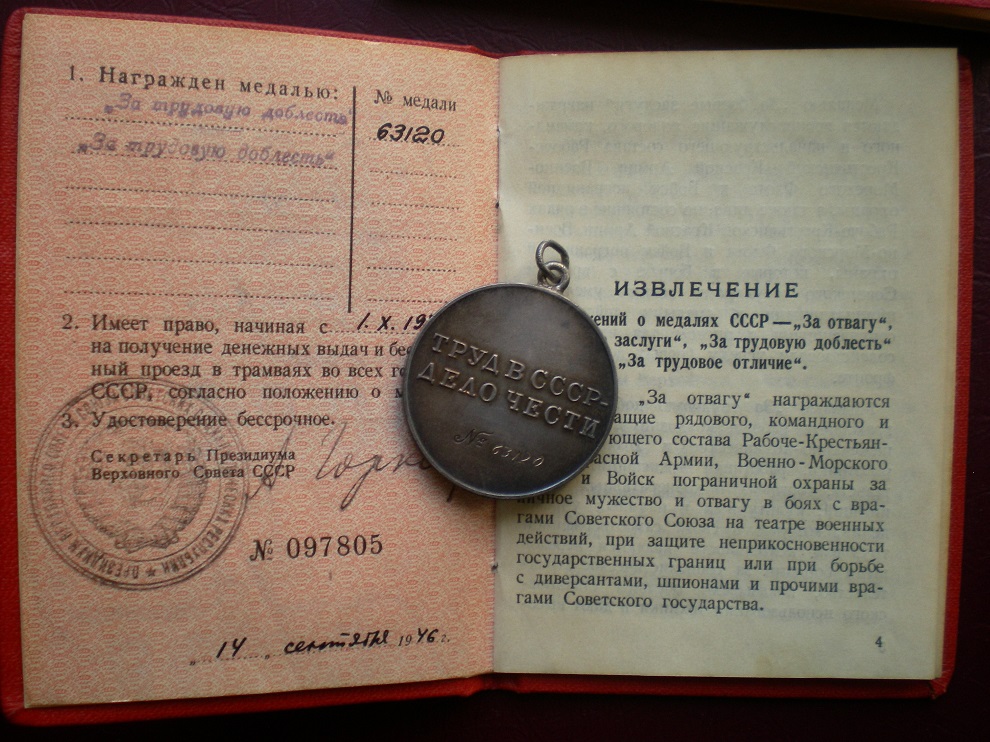 1. Награжден медалью:
№ медали
„За трудовую доблесть“
63120
„За трудовую доблесть“
2. Имеет право, начиная с 1. X. 19
на получение денежных выдач и бес
ный проезд в трамваях во всех го
СССР, согласно положению о м
3. Удостоверение бессрочное.
Секретарь Президиума
Верховного Совета СССР
№ 097805
„14„ сентября 1946 г.
ТРУД В СССР-
ДЕЛО ЧЕСТИ
№ 63120
ИЗВЛЕЧЕНИЕ
ений о медалях СССР—„За отвагу“,
заслуги“, „За трудовую доблесть“
„За трудовое отличие“.
„За отвагу“ награждаются
ащие рядового, командного и
ующего состава Рабоче-Крестьян-
расной Армии, Военно-Морского
и Войск пограничной охраны за
личное мужество и отвагу в боях с вра-
гами Советского Союза на театре военных
действий, при защите неприкосновенности
государственных границ или при борьбе
с диверсантами, шпионами и прочими вра-
гами Советского государства.
4